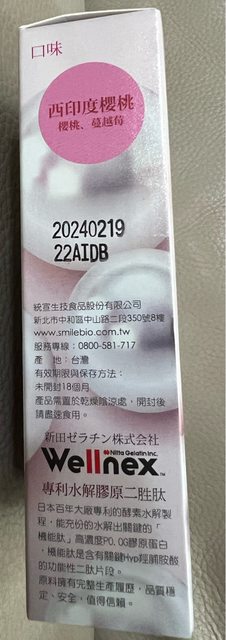 口味
西印度櫻桃
櫻桃、蔓越莓
20240219
22AIDB
統宣生技食品股份有限公司
新北市中和區中山路二段350號8樓
www.smilebio.com.tw
服務專線：0800-581-717
產　地：台灣
有效期限與保存方法：
未開封18個月
產品需置於乾燥陰涼處，開封後
請盡速食用。
新田ゼラチン株式会社
Nitta Gelatin Inc.
Wellnex™
專利水解膠原二胜肽
日本百年大廠專利的酵素水解製
程，能充份的水解出關鍵的「
機能肽」高濃度PO、OG膠原蛋白
，機能肽是含有關鍵Hyp羥脯胺酸
的功能性二肽片段。
原料擁有完整生產履歷，品質穩
定、安全、值得信賴。